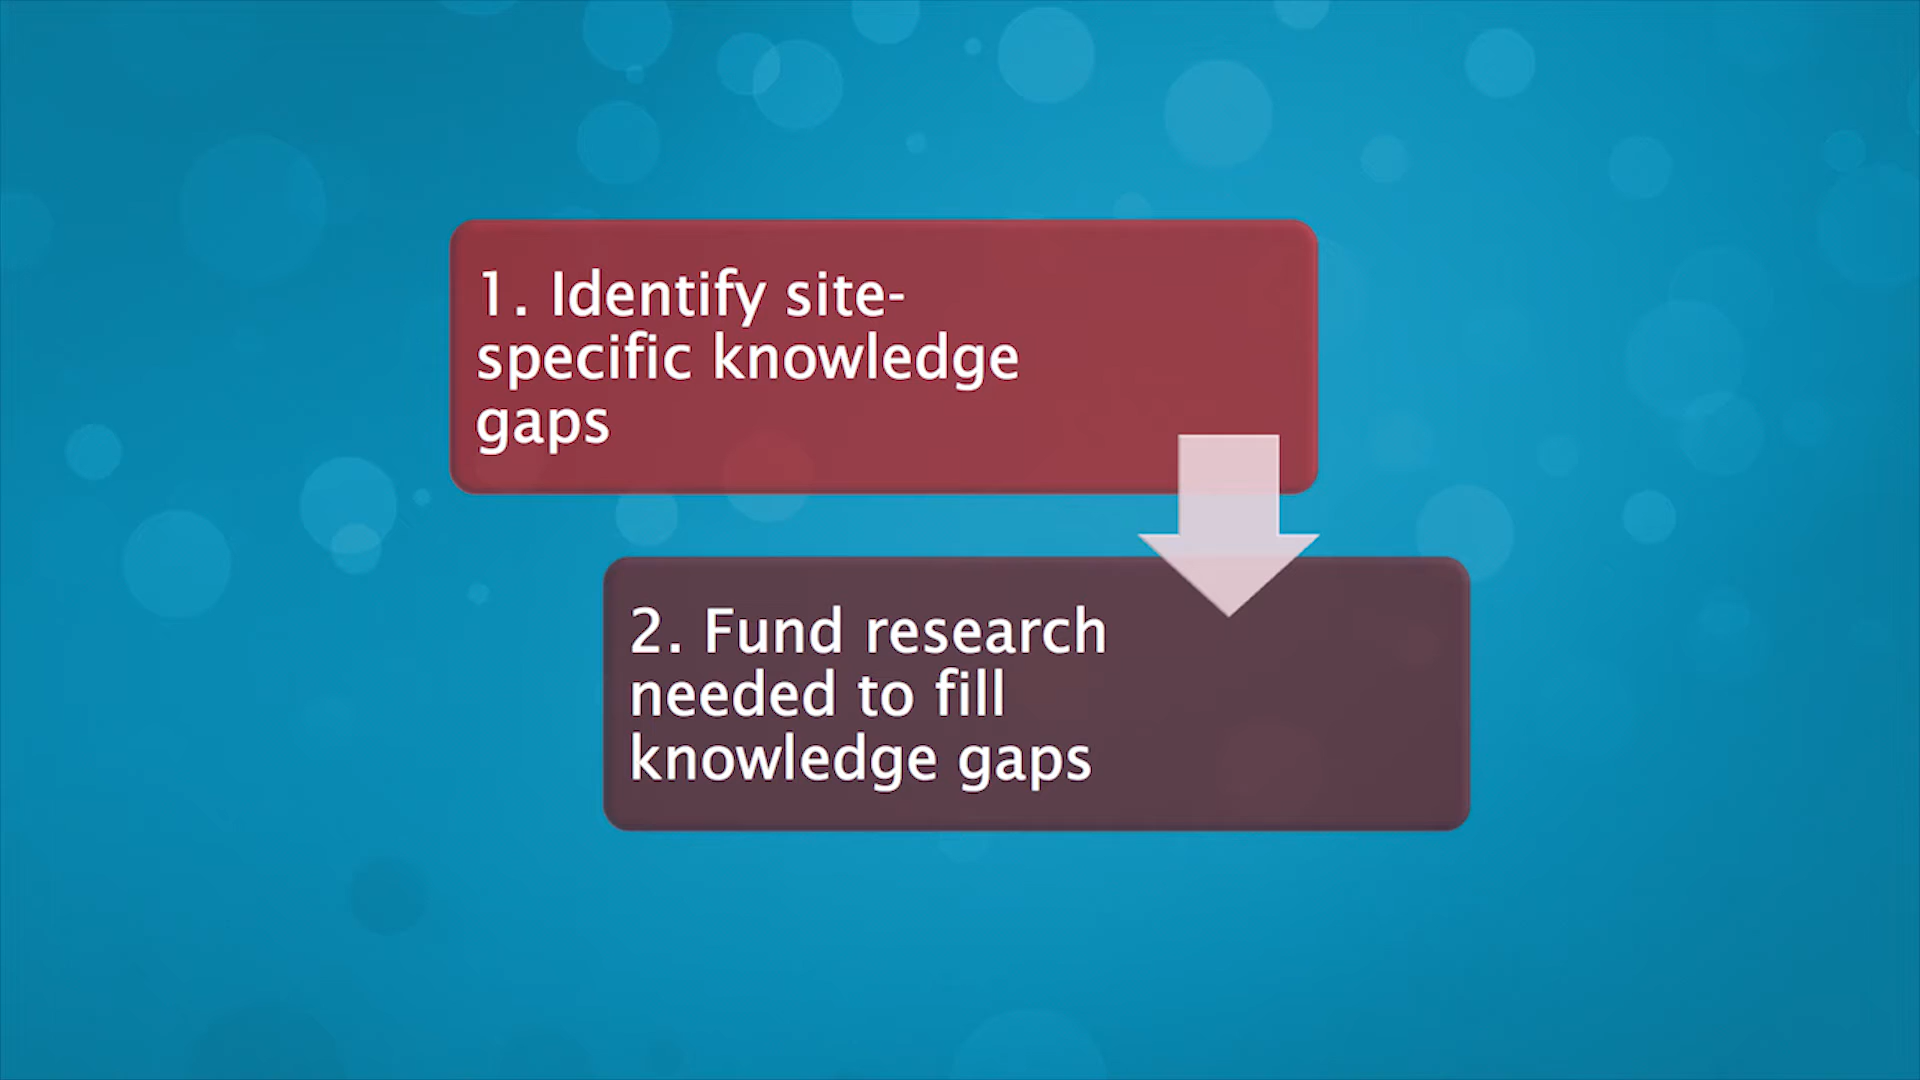 1. Identify site-
specific knowledge
gaps
2. Fund research
needed to fill
knowledge gaps